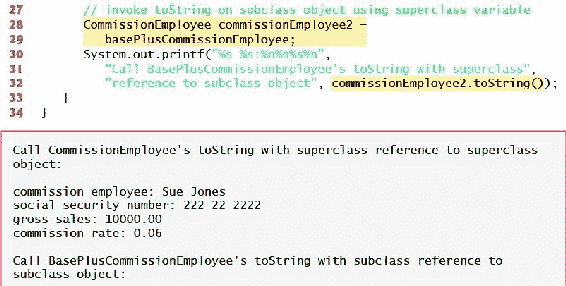 27 // invoke toString on subclass object using superclass variable
28 CommissionEmployee commissionEmployee2 =
29 basePlusCommissionEmployee;
30 System.out.printf("%s %s:%n%n%s%n",
31 "Call BasePlusCommissionEmployee's toString with superclass",
32 "reference to subclass object", commissionEmployee2.toString());
33 }
34 }
Call CommissionEmployee's toString with superclass reference to superclass
object:
commission employee: Sue Jones
social security number: 222 22 2222
gross sales: 10000.00
commission rate: 0.06
Call BasePlusCommissionEmployee's toString with subclass reference to
subclass object: